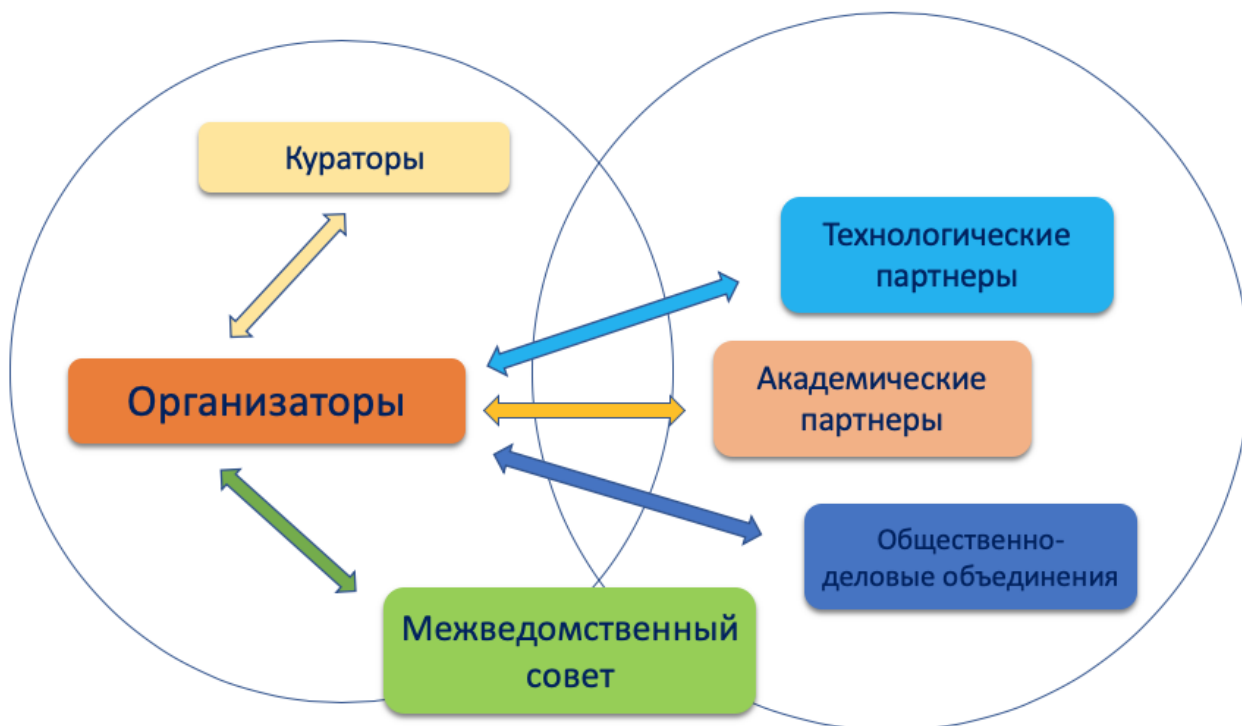 Кураторы
Технологические
партнеры
Организаторы
Академические
партнеры
Общественно-
деловые объединения
Межведомственный
совет